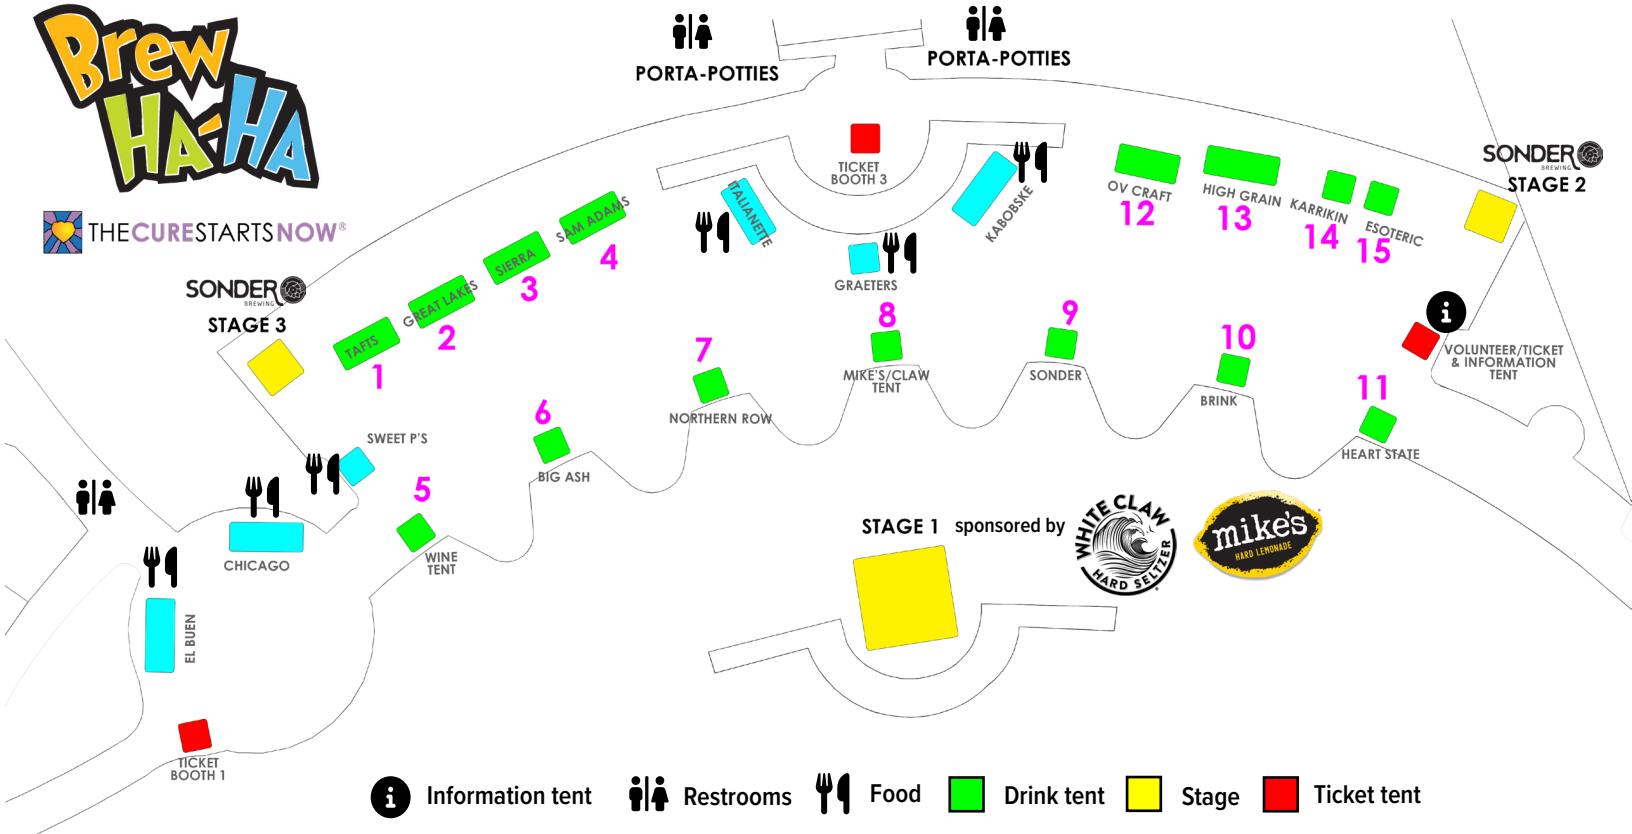 Brew
HA-HA
THECURESTARTSNOW®
PORTA-POTTIES
PORTA-POTTIES
TICKET
BOOTH 3
SONDER
BREWING
STAGE 2
SONDER
BREWING
STAGE 3
TAFTS
1
GREAT LAKES
2
SIERRA
3
SAM ADAMS
4
ITALIANETTE
GRAETERS
KABOBSKE
OV CRAFT
12
HIGH GRAIN
13
KARRIKIN
14
ESOTERIC
15
VOLUNTEER/TICKET
& INFORMATION
TENT
SWEET P'S
CHICAGO
EL BUEN
TICKET
BOOTH 1
5
WINE
TENT
6
BIG ASH
7
NORTHERN ROW
8
MIKE'S/CLAW
TENT
9
SONDER
10
BRINK
11
HEART STATE
STAGE 1 sponsored by
WHITE CLAW
HARD SELTZER
mike's
HARD LEMONADE
i Information tent
Restrooms
Food
Drink tent
Stage
Ticket tent